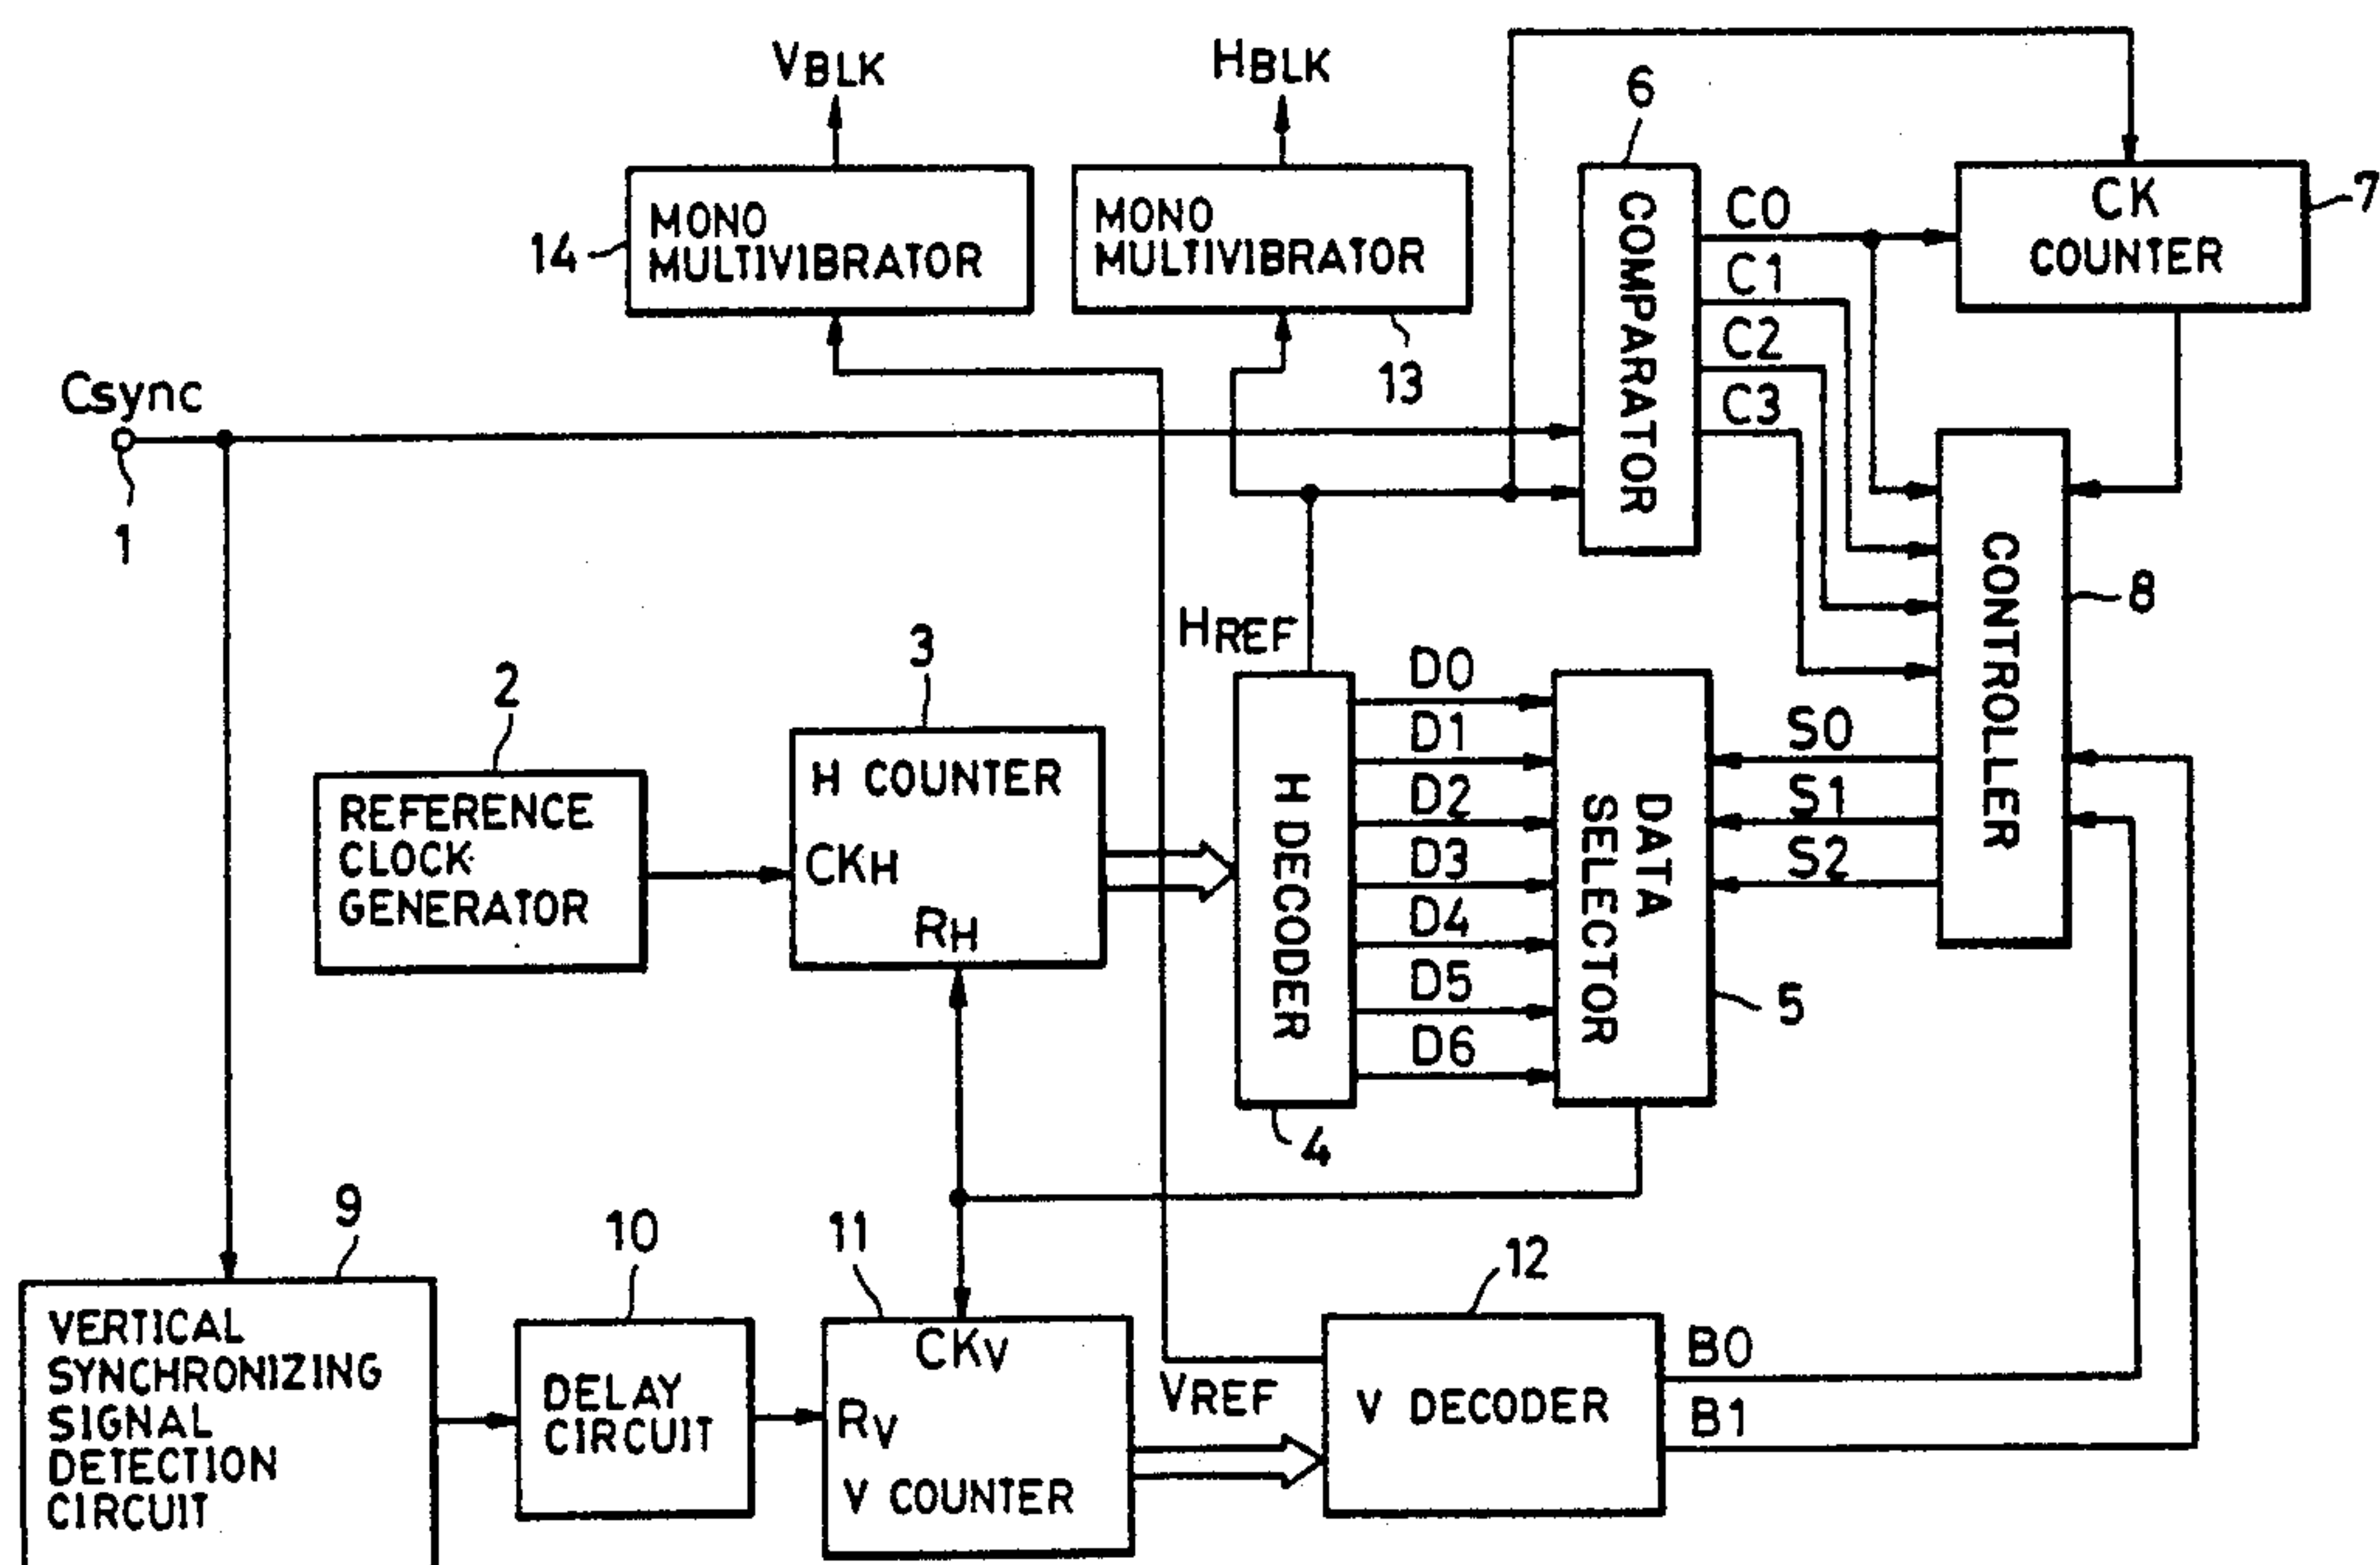 VBLK
HBLK
6
MONO
MULTIVIBRATOR
14
MONO
MULTIVIBRATOR
13
COMPARATOR
C0
C1
C2
C3
CK
COUNTER
7
Csync
1
CONTROLLER
8
HREF
2
REFERENCE
CLOCK
GENERATOR
3
H COUNTER
CKH
RH
H DECODER
4
D0
D1
D2
D3
D4
D5
D6
DATA
SELECTOR
5
S0
S1
S2
9
VERTICAL
SYNCHRONIZING
SIGNAL
DETECTION
CIRCUIT
10
DELAY
CIRCUIT
11
CKV
RV
V COUNTER
VREF
12
V DECODER
B0
B1